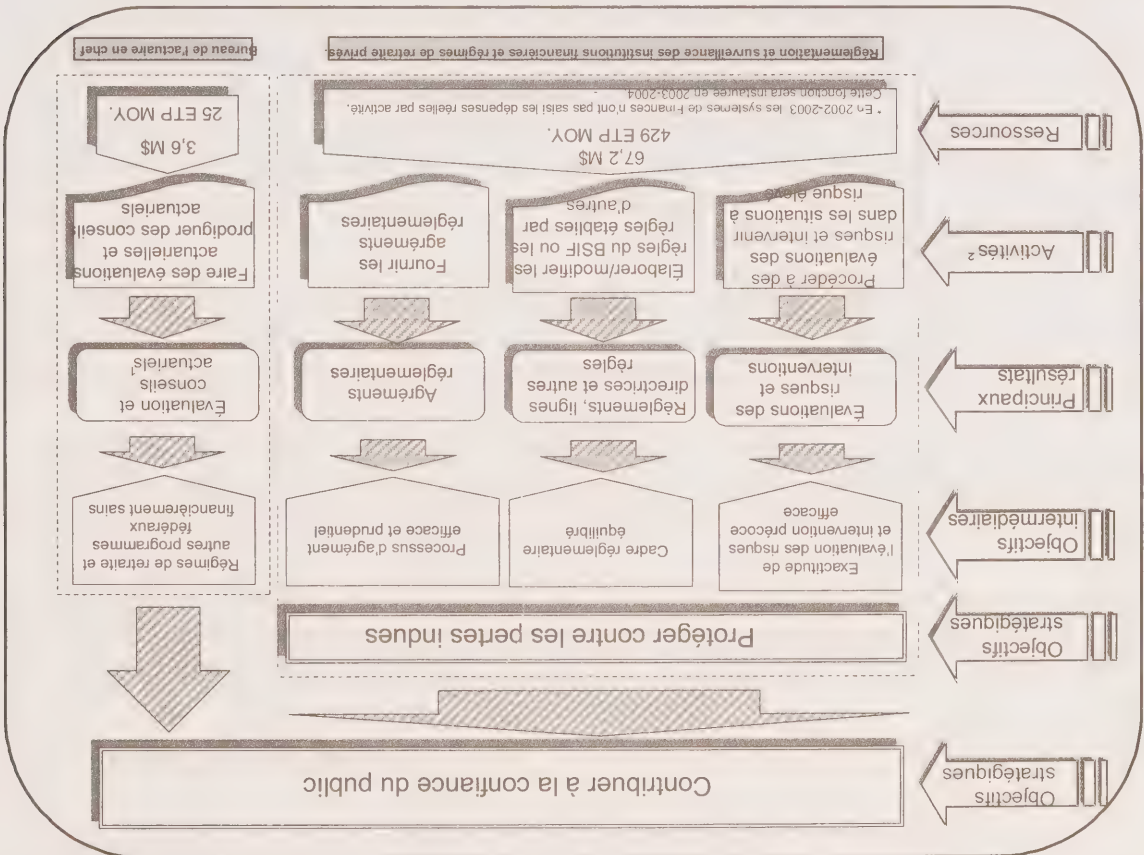 Objectifs
stratégiques
Contribuer à la confiance du public
Objectifs
stratégiques
Protéger contre les pertes indues
Objectifs
intermédiaires
Exactitude de
l'évaluation des risques
et intervention précoce
efficace
Cadre réglementaire
équilibré
Processus d'agrément
efficace et prudentiel
Régimes de retraite et
autres programmes
fédéraux
financièrement sains
Principaux
résultats
Évaluations des
risques et
interventions
Règlements, lignes
directrices et autres
règles
Agréments
réglementaires
Évaluation et
conseils
actuariels
Activités ²
Procéder à des
évaluations des
risques et intervenir
dans les situations à
risque élevé
Élaborer/modifier les
règles du BSIF ou les
règles établies par
d'autres
Fournir les
agréments
réglementaires
Faire des évaluations
actuarielles et
prodiguer des conseils
actuariels
Ressources
67,2 M$
429 ETP MOY.
* En 2002-2003 les systèmes de Finances n'ont pas saisi les dépenses réelles par activité.
Cette fonction sera instaurée en 2003-2004
3,6 M$
25 ETP MOY.
Réglementation et surveillance des institutions financières et régimes de retraite privés.
Bureau de l'actuaire en chef